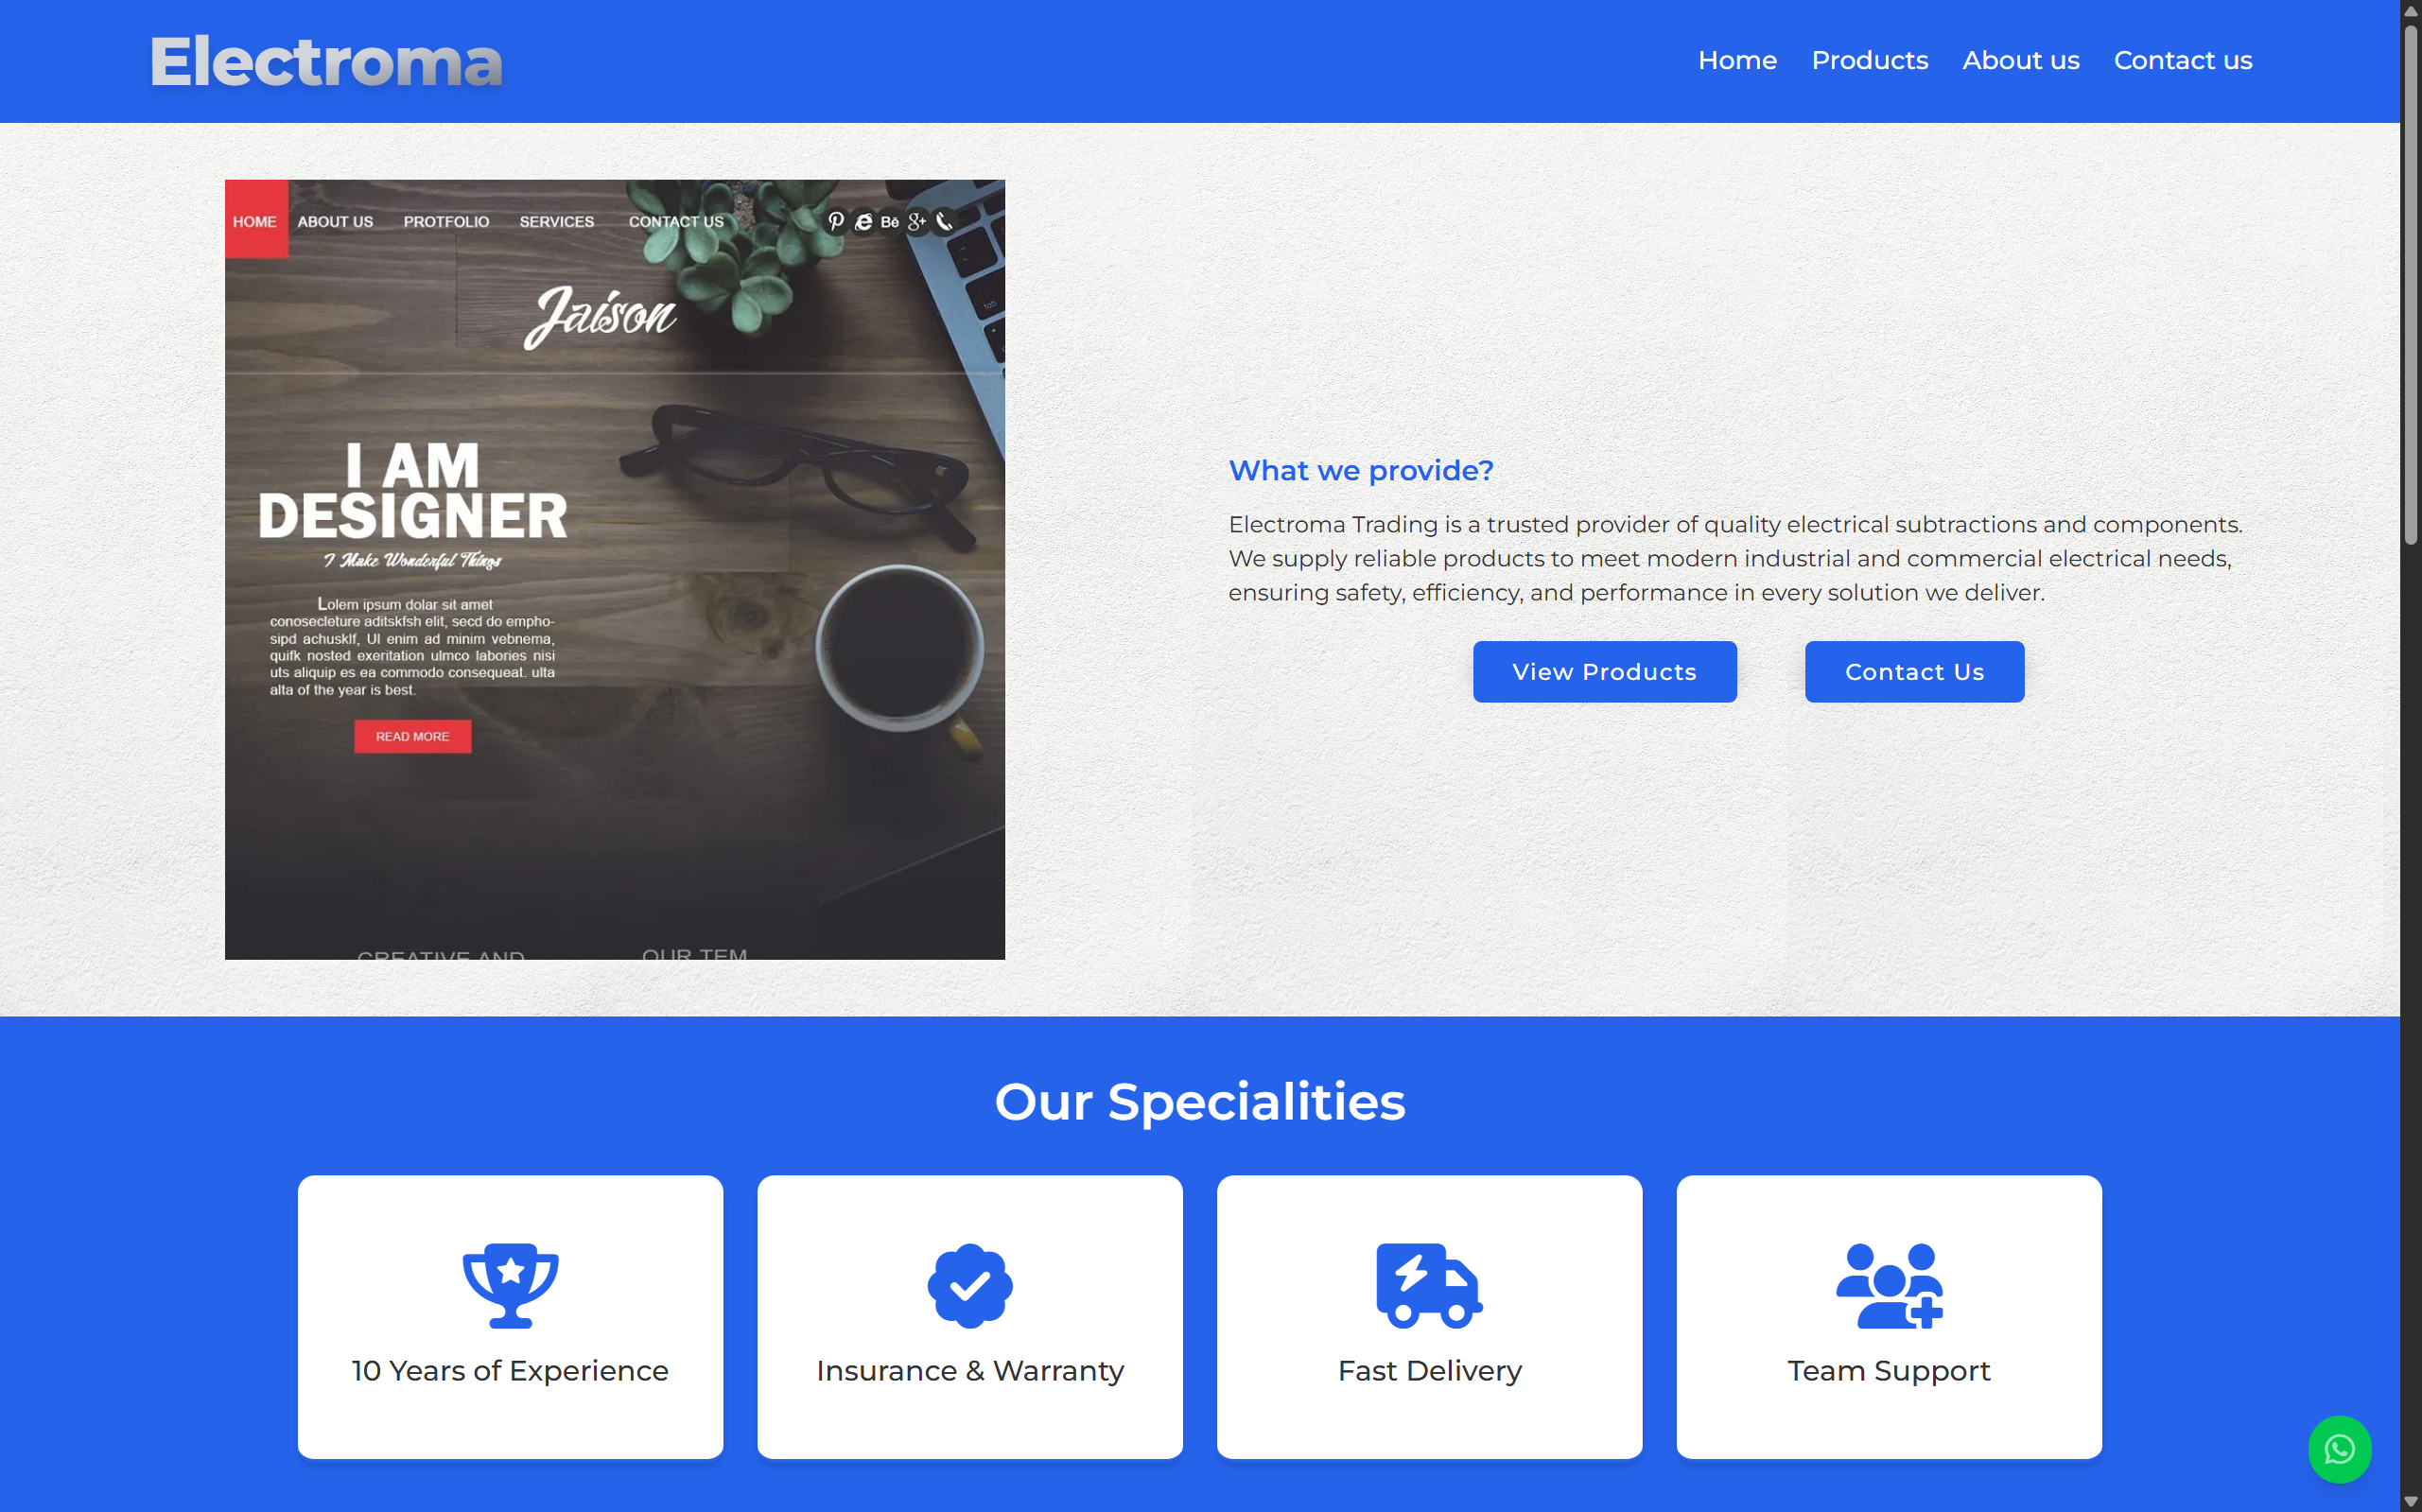 Electroma
Home Products About us Contact us
HOME ABOUT US PROTFOLIO SERVICES CONTACT US Bē g+
Jaison
I AM
DESIGNER
I Make Wonderful Things
Lolem ipsum dolar sit amet
conosecleture aditskfsh elit, secd do empho-
sipd achusklf, UI enim ad minim vebnema,
quifk nosted exeritation ulmco labories nisi
uts aliquip es ea commodo consequeat. ulta
alta of the year is best.
READ MORE
CREATIVE AND OUR TEM
What we provide?
Electroma Trading is a trusted provider of quality electrical subtractions and components.
We supply reliable products to meet modern industrial and commercial electrical needs,
ensuring safety, efficiency, and performance in every solution we deliver.
View Products Contact Us
Our Specialities
10 Years of Experience
Insurance & Warranty
Fast Delivery
Team Support